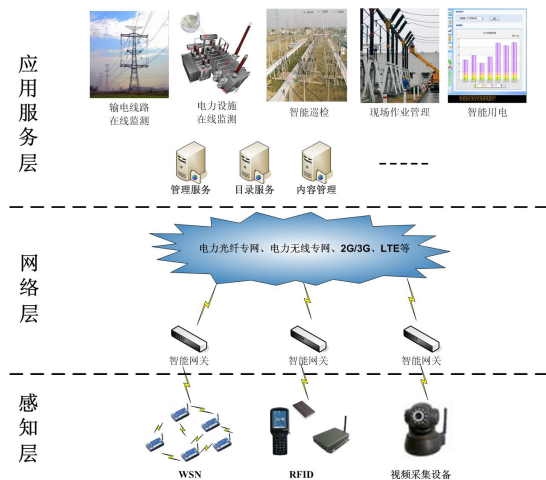 应用服务层
输电线路
在线监测
电力设施
在线监测
智能巡检
现场作业管理
智能用电
管理服务
目录服务
内容管理
网络层
电力光纤专网、电力无线专网、2G/3G、LTE等
智能网关
智能网关
智能网关
感知层
WSN
RFID
视频采集设备